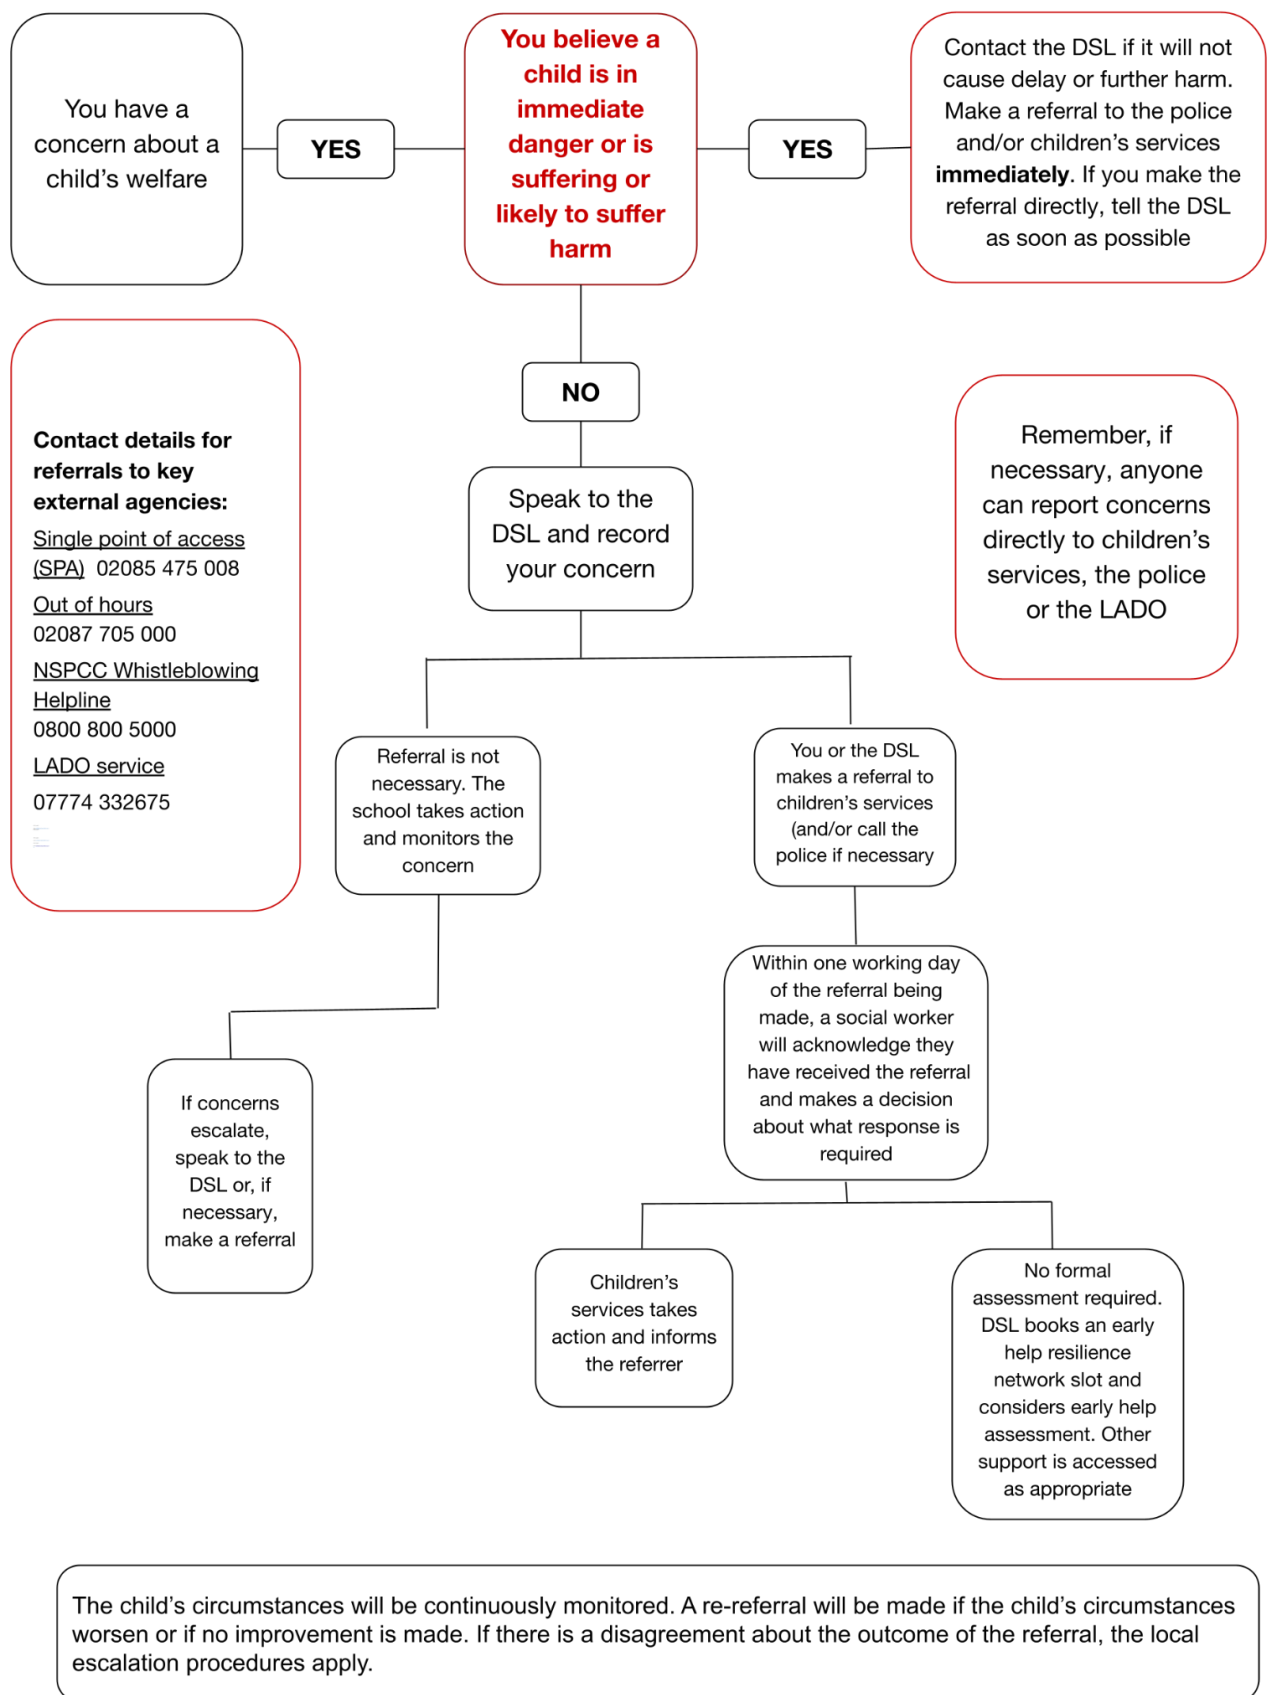 You have a
concern about a
child's welfare
YES
You believe a
child is in
immediate
danger or is
suffering or
likely to suffer
harm
YES
Contact the DSL if it will not
cause delay or further harm.
Make a referral to the police
and/or children's services
immediately. If you make the
referral directly, tell the DSL
as soon as possible
NO
Contact details for
referrals to key
external agencies:
Single point of access
(SPA)  02085 475 008
Out of hours
02087 705 000
NSPCC Whistleblowing
Helpline
0800 800 5000
LADO service
07774 332675
Speak to the
DSL and record
your concern
Remember, if
necessary, anyone
can report concerns
directly to children's
services, the police
or the LADO
Referral is not
necessary. The
school takes action
and monitors the
concern
You or the DSL
makes a referral to
children's services
(and/or call the
police if necessary
Within one working day
of the referral being
made, a social worker
will acknowledge they
have received the referral
and makes a decision
about what response is
required
If concerns
escalate,
speak to the
DSL or, if
necessary,
make a referral
Children's
services takes
action and informs
the referrer
No formal
assessment required.
DSL books an early
help resilience
network slot and
considers early help
assessment. Other
support is accessed
as appropriate
The child's circumstances will be continuously monitored. A re-referral will be made if the child's circumstances
worsen or if no improvement is made. If there is a disagreement about the outcome of the referral, the local
escalation procedures apply.